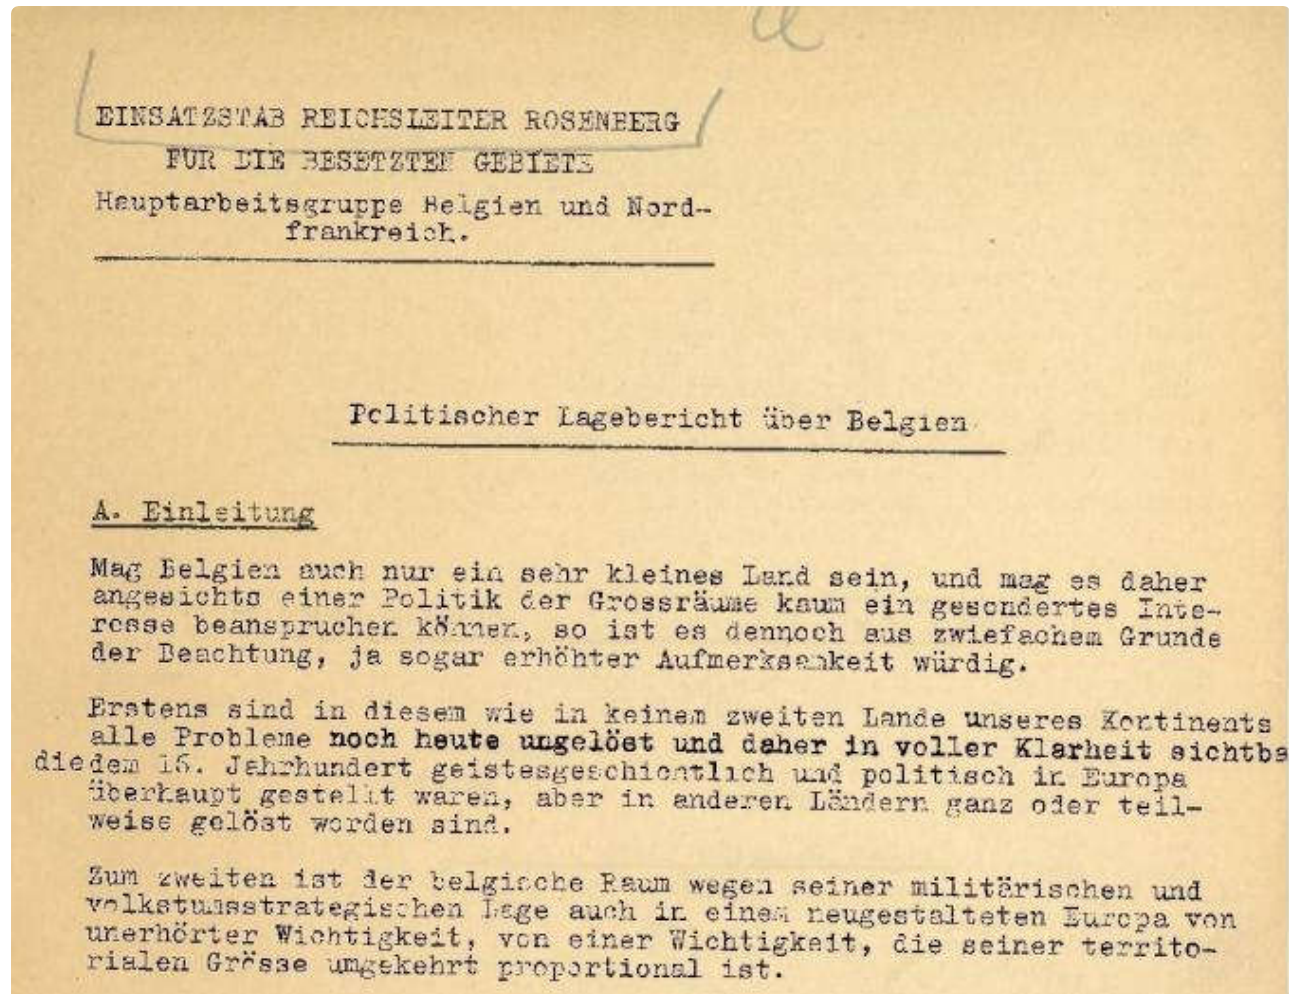 EINSATZSTAB REICHSLEITER ROSENBERG
FÜR DIE BESETZTEN GEBIETE
Hauptarbeitsgruppe Belgien und Nord-
frankreich.
Politischer Lagebericht über Belgien
A. Einleitung
Mag Belgien auch nur ein sehr kleines Land sein, und mag es daher
angesichts einer Politik der Grossräume kaum ein gesondertes Inte-
resse beanspruchen können, so ist es dennoch aus zwiefachem Grunde
der Beachtung, ja sogar erhöhter Aufmerksamkeit würdig.
Erstens sind in diesem wie in keinem zweiten Lande unseres Kontinents
alle Probleme noch heute ungelöst und daher in voller Klarheit sichtba
die dem 16. Jahrhundert geistesgeschichtlich und politisch in Europa
überhaupt gestellt waren, aber in anderen Ländern ganz oder teil-
weise gelöst worden sind.
Zum zweiten ist der belgische Raum wegen seiner militärischen und
volkstumsstrategischen Lage auch in einem neugestalteten Europa von
unerhörter Wichtigkeit, von einer Wichtigkeit, die seiner territo-
rialen Grösse umgekehrt proportional ist.